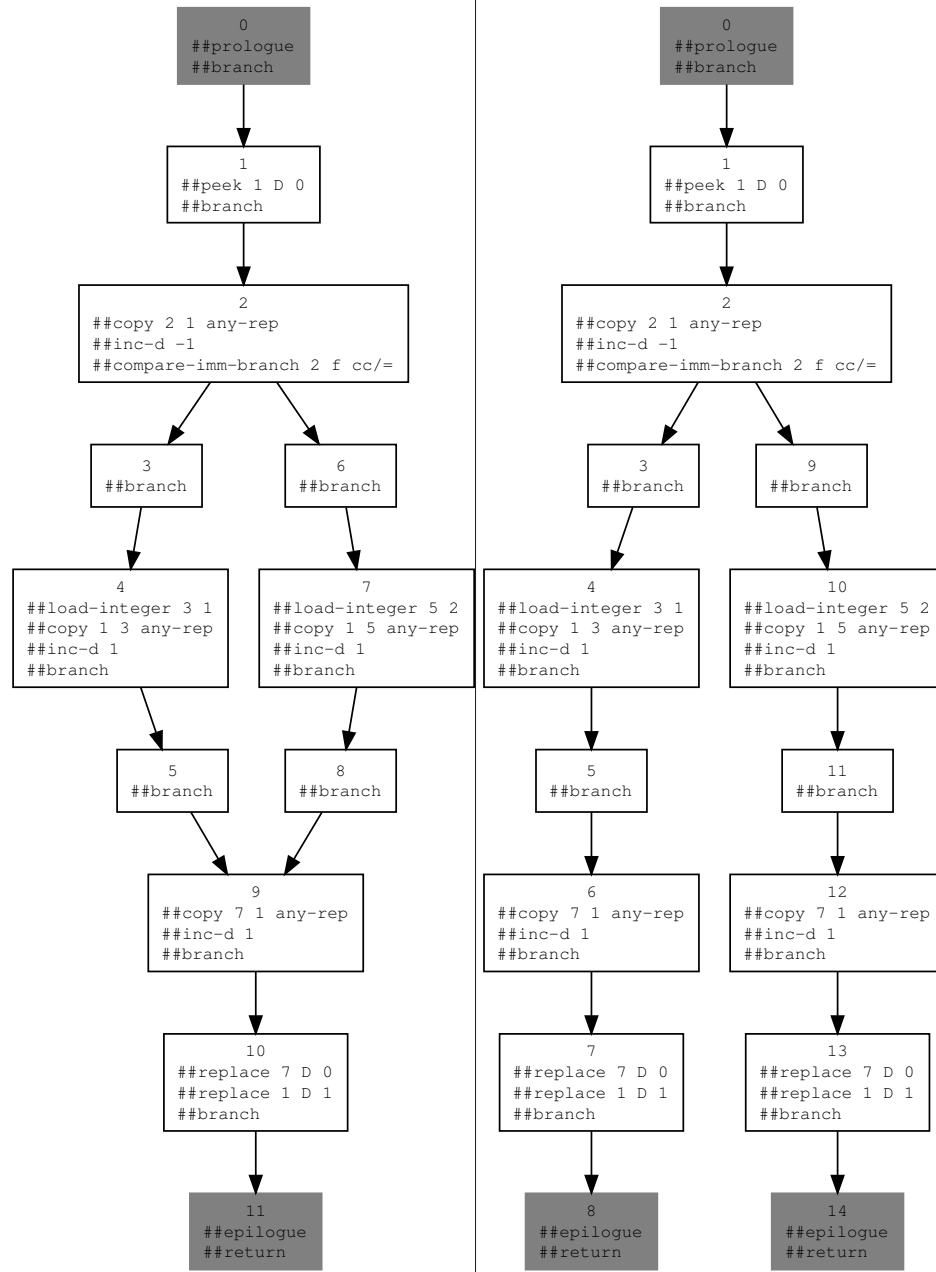 0
##prologue
##branch
1
##peek 1 D 0
##branch
2
##copy 2 1 any-rep
##inc-d -1
##compare-imm-branch 2 f cc/=
3
##branch
6
##branch
4
##load-integer 3 1
##copy 1 3 any-rep
##inc-d 1
##branch
7
##load-integer 5 2
##copy 1 5 any-rep
##inc-d 1
##branch
5
##branch
8
##branch
9
##copy 7 1 any-rep
##inc-d 1
##branch
10
##replace 7 D 0
##replace 1 D 1
##branch
11
##epilogue
##return
0
##prologue
##branch
1
##peek 1 D 0
##branch
2
##copy 2 1 any-rep
##inc-d -1
##compare-imm-branch 2 f cc/=
3
##branch
9
##branch
4
##load-integer 3 1
##copy 1 3 any-rep
##inc-d 1
##branch
10
##load-integer 5 2
##copy 1 5 any-rep
##inc-d 1
##branch
5
##branch
11
##branch
6
##copy 7 1 any-rep
##inc-d 1
##branch
12
##copy 7 1 any-rep
##inc-d 1
##branch
7
##replace 7 D 0
##replace 1 D 1
##branch
13
##replace 7 D 0
##replace 1 D 1
##branch
8
##epilogue
##return
14
##epilogue
##return